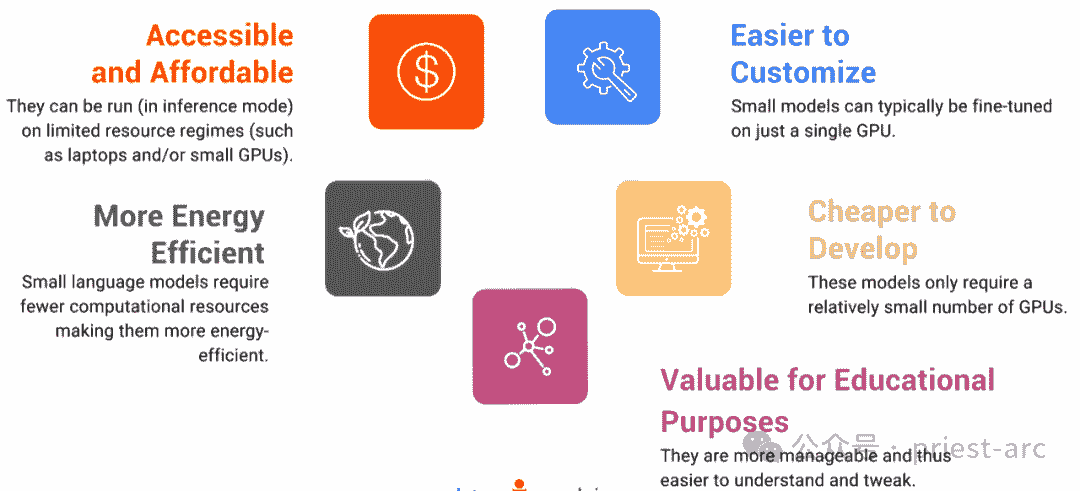 Accessible
and Affordable
They can be run (in inference mode)
on limited resource regimes (such
as laptops and/or small GPUs).
Easier to
Customize
Small models can typically be fine-tuned
on just a single GPU.
More Energy
Efficient
Small language models require
fewer computational resources
making them more energy-
efficient.
Cheaper to
Develop
These models only require a
relatively small number of GPUs.
Valuable for Educational
Purposes
They are more manageable and thus
easier to understand and tweak.
公众号 · priest-arc